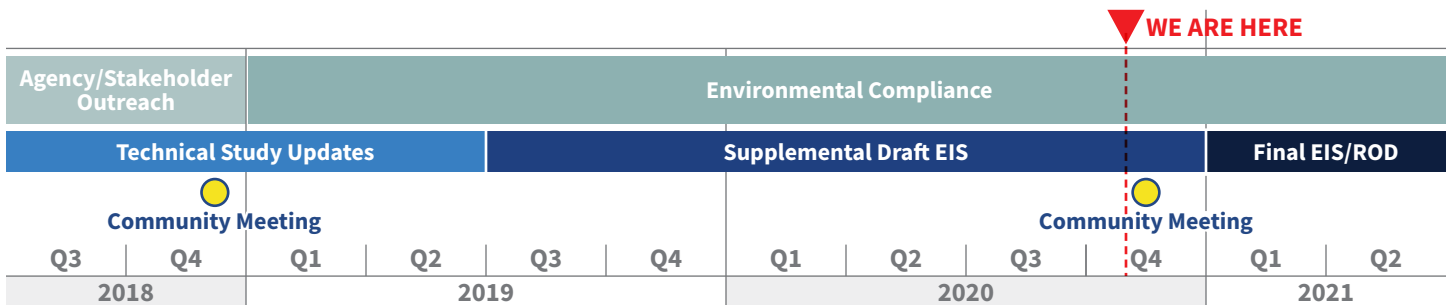 WE ARE HERE
Agency/Stakeholder
Outreach
Environmental Compliance
Technical Study Updates
Supplemental Draft EIS
Final EIS/ROD
Community Meeting
Community Meeting
Q3 Q4 Q1 Q2 Q3 Q4 Q1 Q2 Q3 Q4 Q1 Q2
2018 2019 2020 2021